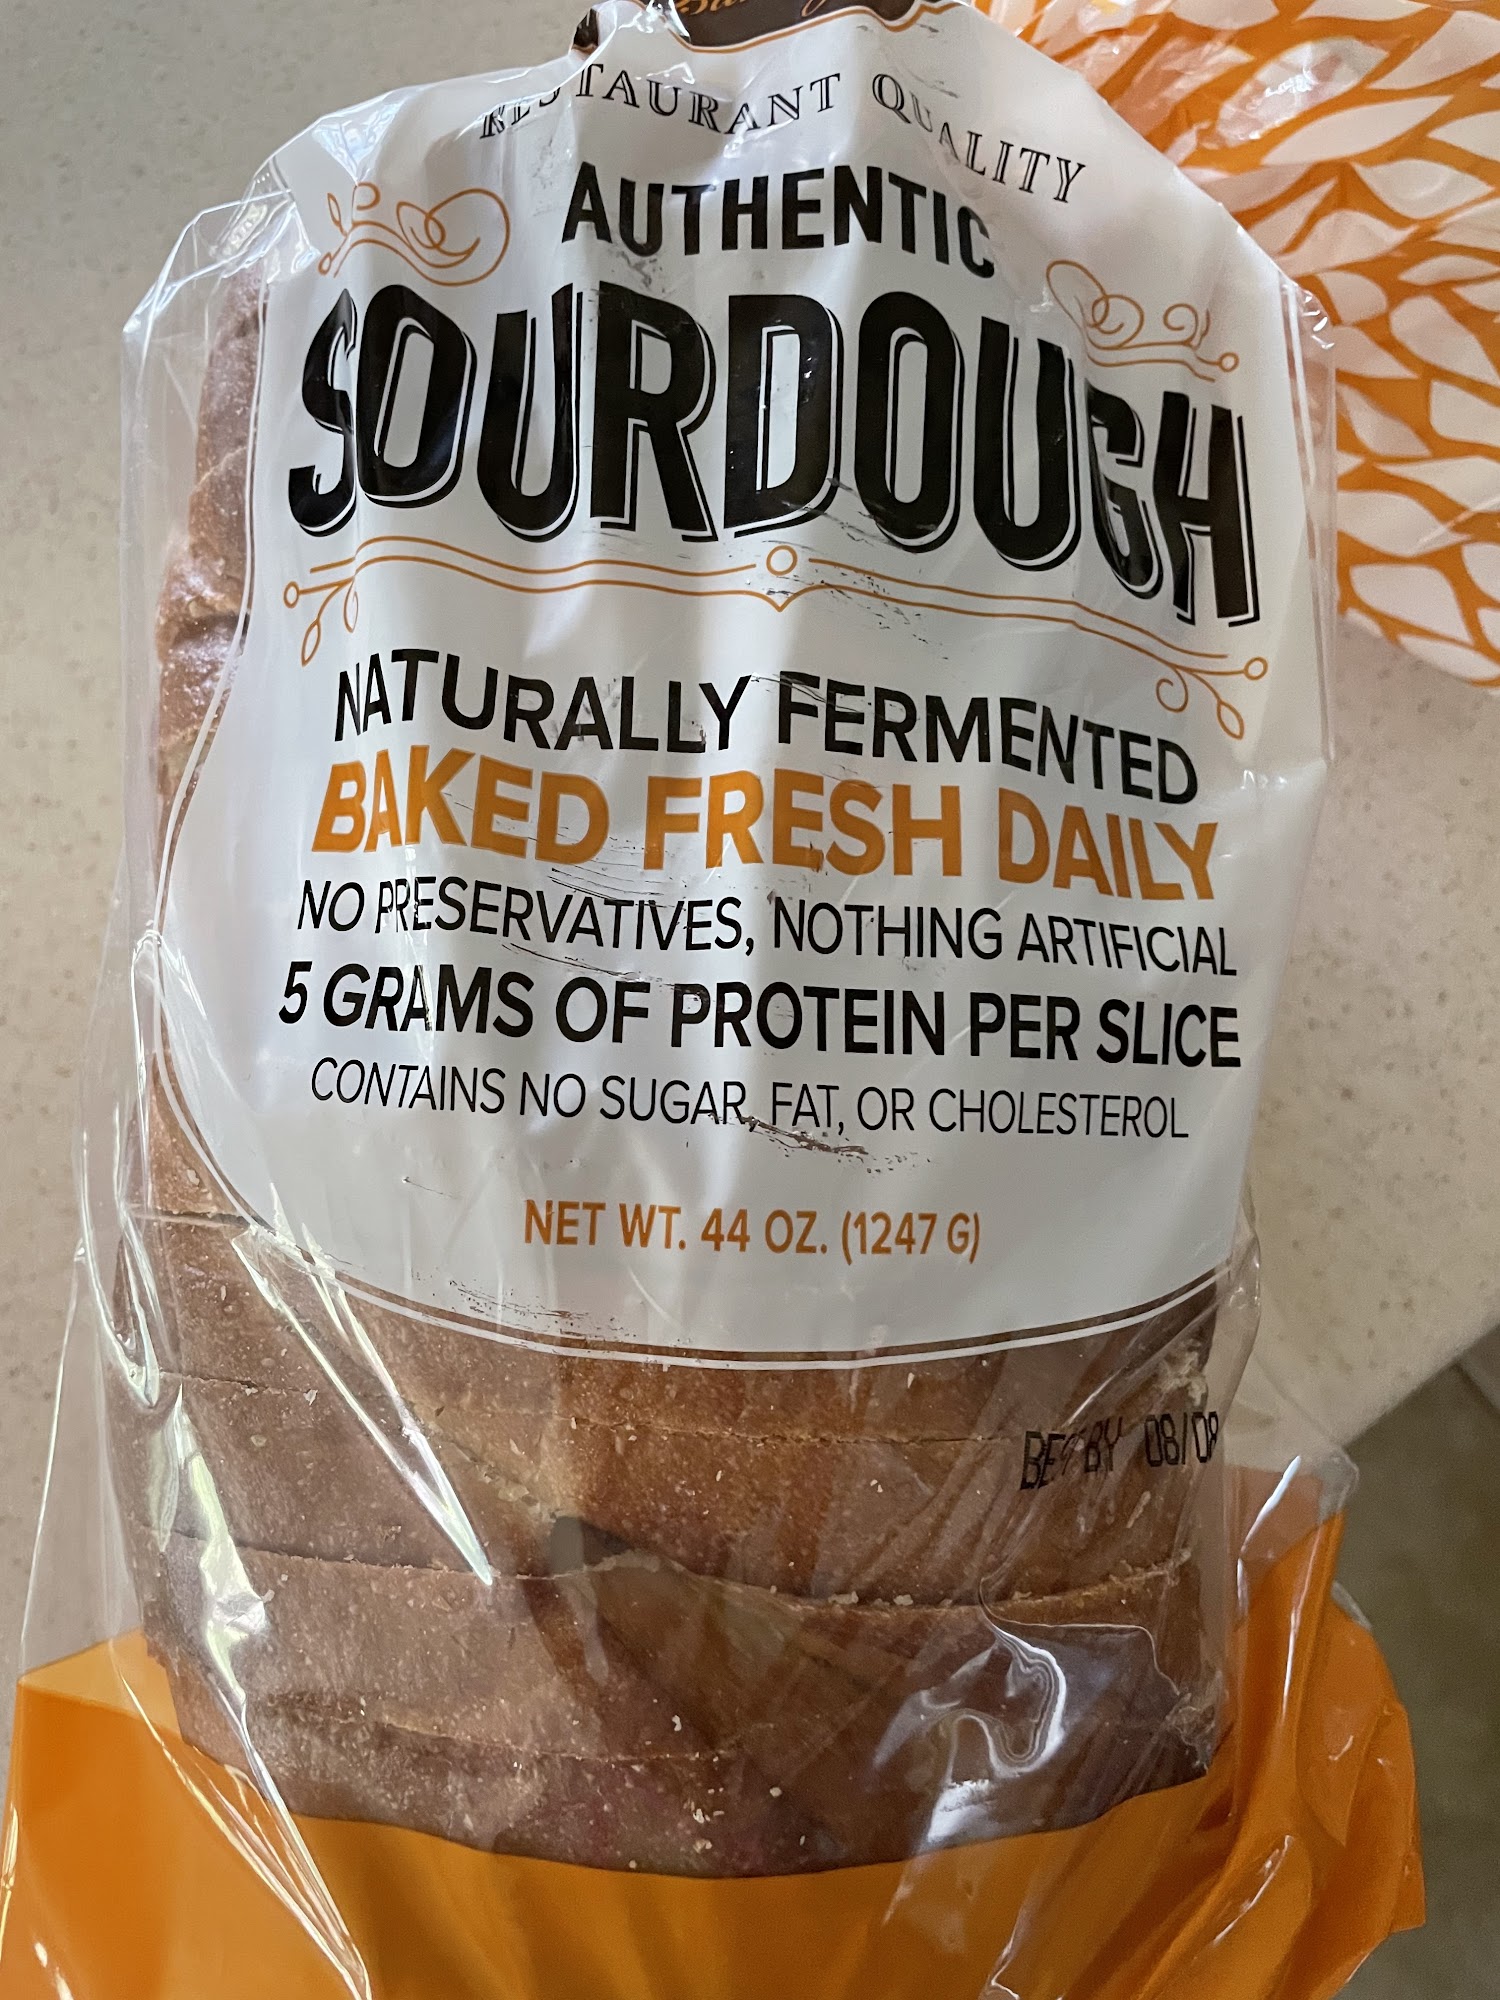 RESTAURANT QUALITY
AUTHENTIC
SOURDOUGH
NATURALLY FERMENTED
BAKED FRESH DAILY
NO PRESERVATIVES, NOTHING ARTIFICIAL
5 GRAMS OF PROTEIN PER SLICE
CONTAINS NO SUGAR, FAT, OR CHOLESTEROL
NET WT. 44 OZ. (1247 G)
BEST BY 08/08